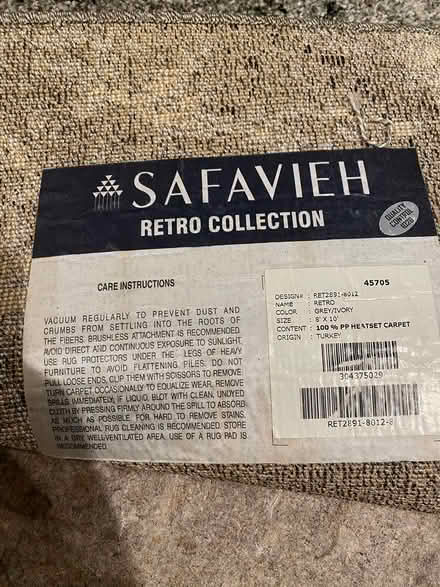 SAFAVIEH
RETRO COLLECTION
QUALITY
CONTROL
CARE INSTRUCTIONS
VACUUM REGULARLY TO PREVENT DUST AND
CRUMBS FROM SETTLING INTO THE ROOTS OF
THE FIBERS. BRUSHLESS ATTACHMENT IS RECOMMENDED.
AVOID DIRECT AND CONTINUOUS EXPOSURE TO SUNLIGHT.
USE RUG PROTECTORS UNDER THE LEGS OF HEAVY
FURNITURE TO AVOID FLATTENING PILES. DO NOT
PULL LOOSE ENDS, CLIP THEM WITH SCISSORS TO REMOVE.
TURN CARPET OCCASIONALLY TO EQUALIZE WEAR. REMOVE
SPILLS IMMEDIATELY, IF LIQUID, BLOT WITH CLEAN, UNDYED
CLOTH BY PRESSING FIRMLY AROUND THE SPILL TO ABSORB
AS MUCH AS POSSIBLE. FOR HARD TO REMOVE STAINS,
PROFESSIONAL RUG CLEANING IS RECOMMENDED. STORE
IN A DRY, WELL-VENTILATED AREA. USE OF A RUG PAD IS
RECOMMENDED.
45705
DESIGN# : RET2891-8012
NAME : RETRO
COLOR : GREY/IVORY
SIZE : 8' X 10'
CONTENT : 100 % PP HEATSET CARPET
ORIGIN : TURKEY
304375029
RET2891-8012-8